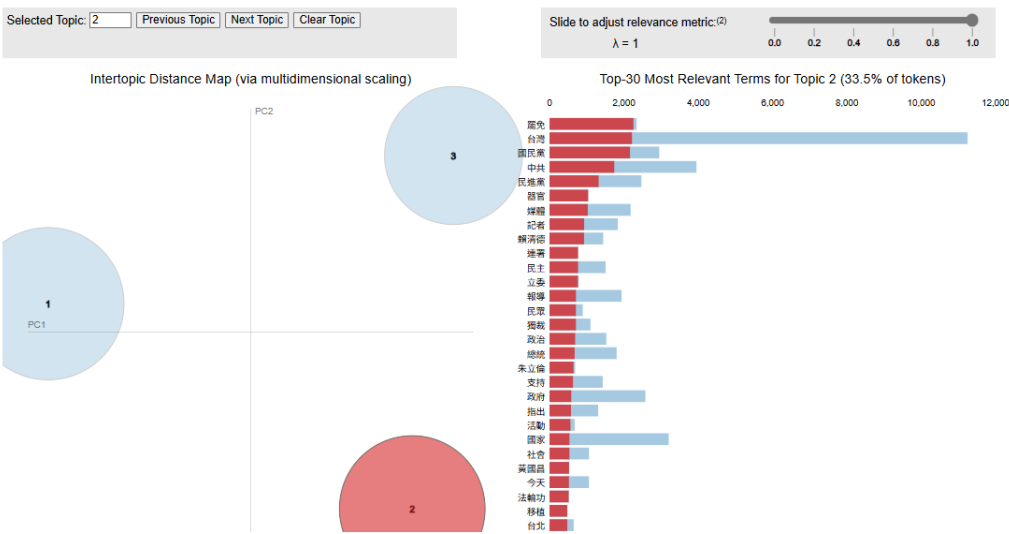 Selected Topic: 2 Previous Topic Next Topic Clear Topic
Slide to adjust relevance metric:(2)
λ = 1
0.0 0.2 0.4 0.6 0.8 1.0
Intertopic Distance Map (via multidimensional scaling)
PC2
3
1
PC1
2
Top-30 Most Relevant Terms for Topic 2 (33.5% of tokens)
0 2,000 4,000 6,000 8,000 10,000 12,000
罷免
台灣
國民黨
中共
民進黨
器官
媒體
記者
賴清德
連署
民主
立委
報導
民眾
獨裁
政治
總統
朱立倫
支持
政府
指出
活動
國家
社會
黃國昌
今天
法輪功
移植
台北